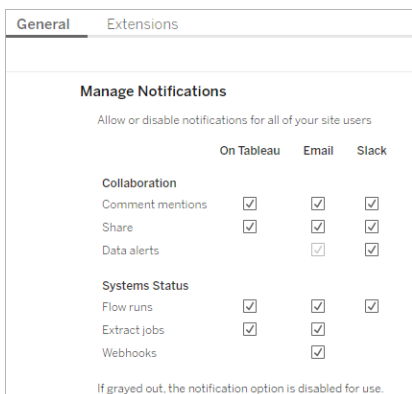 General Extensions
Manage Notifications
Allow or disable notifications for all of your site users
On Tableau Email Slack
Collaboration
Comment mentions
Share
Data alerts
Systems Status
Flow runs
Extract jobs
Webhooks
If grayed out, the notification option is disabled for use.